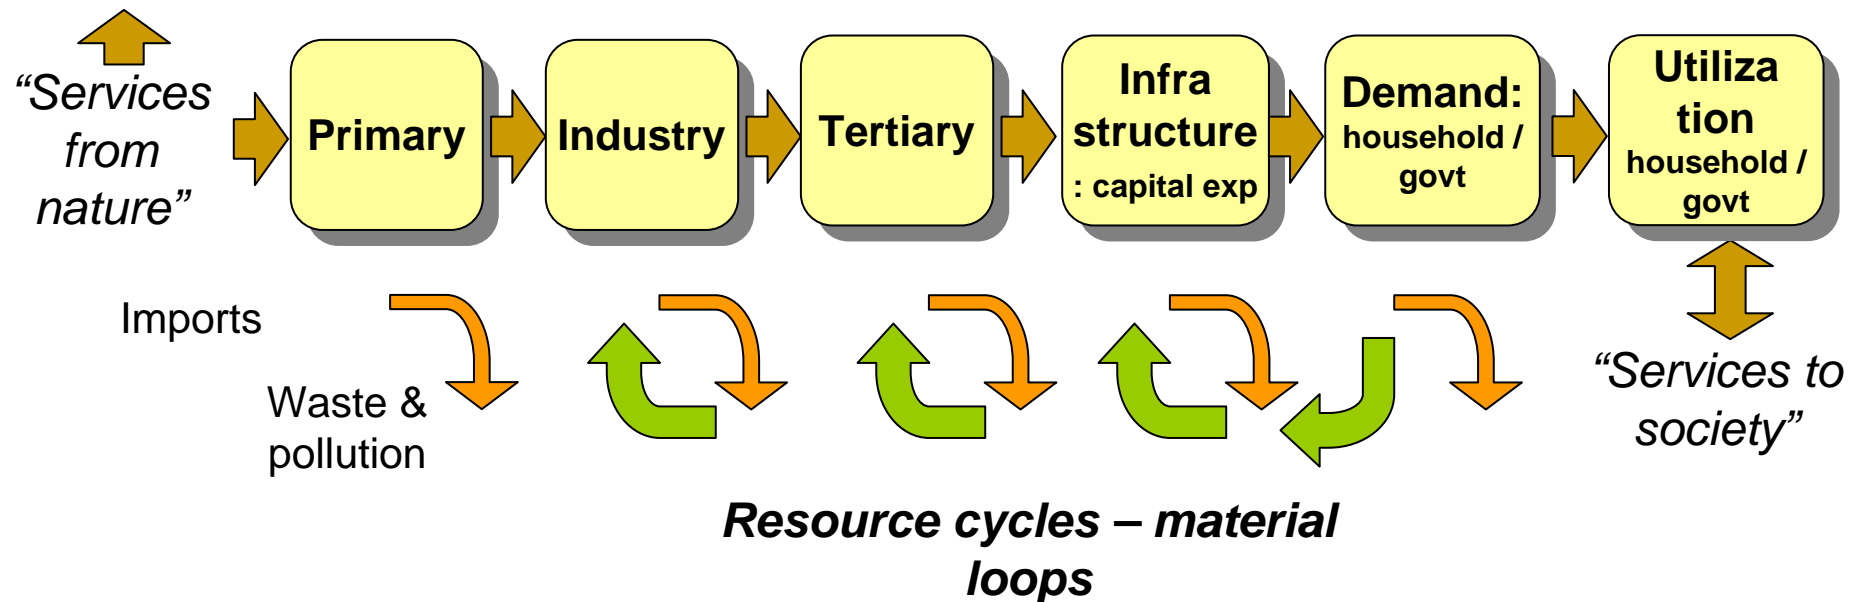 “Services
from
nature”
Primary
Industry
Tertiary
Infra
structure
: capital exp
Demand:
household /
govt
Utiliza
tion
household /
govt
Imports
Waste &
pollution
“Services to
society”
Resource cycles – material
loops